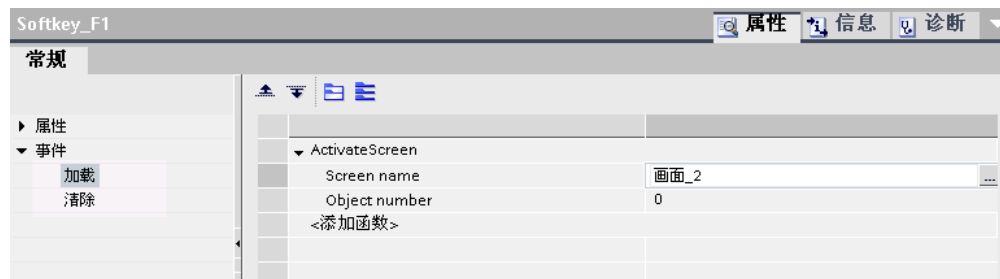 Softkey_F1
属性
信息
诊断
常规
属性
事件
加载
清除
ActivateScreen
Screen name 画面_2 ...
Object number 0
<添加函数>